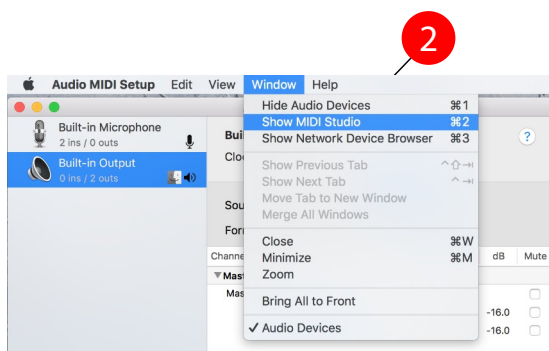 2
Audio MIDI Setup Edit View Window Help
Built-in Microphone
2 ins / 0 outs
Built-in Output
0 ins / 2 outs
Hide Audio Devices ⌘1
Show MIDI Studio ⌘2
Show Network Device Browser ⌘3
Show Previous Tab ^⇧⇥
Show Next Tab ^⇥
Move Tab to New Window
Merge All Windows
Close ⌘W
Minimize ⌘M
Zoom
Bring All to Front
✓ Audio Devices
Bui
?
Clo
Sou
For
Channe dB Mute
▼Mast
Mas
-16.0
-16.0